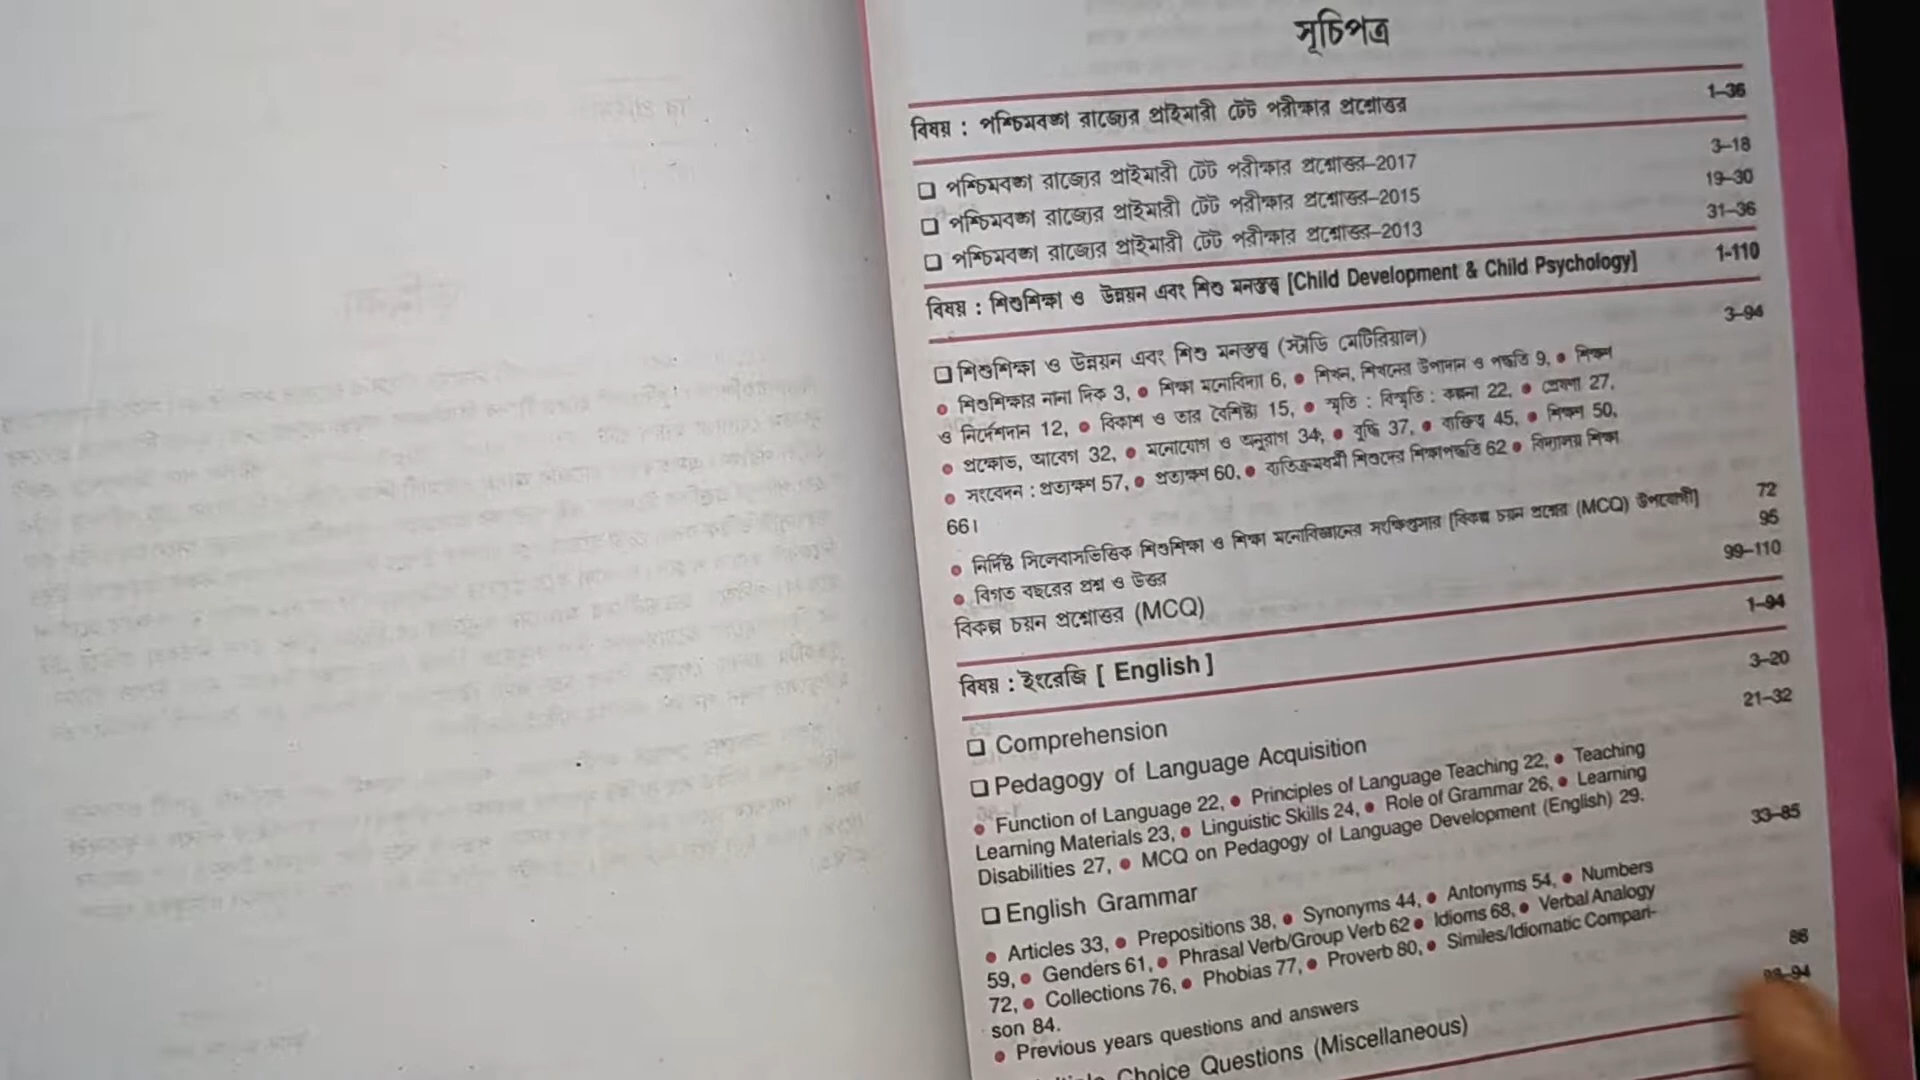 সূচিপত্র
বিষয় : পশ্চিমবঙ্গ রাজ্যের প্রাইমারী টেট পরীক্ষার প্রশ্নোত্তর 1–36
❑ পশ্চিমবঙ্গ রাজ্যের প্রাইমারী টেট পরীক্ষার প্রশ্নোত্তর–2017 3–18
❑ পশ্চিমবঙ্গ রাজ্যের প্রাইমারী টেট পরীক্ষার প্রশ্নোত্তর–2015 19–30
❑ পশ্চিমবঙ্গ রাজ্যের প্রাইমারী টেট পরীক্ষার প্রশ্নোত্তর–2013 31–36
বিষয় : শিশুশিক্ষা ও উন্নয়ন এবং শিশু মনস্তত্ত্ব [Child Development & Child Psychology] 1-110
❑ শিশুশিক্ষা ও উন্নয়ন এবং শিশু মনস্তত্ত্ব (স্টাডি মেটিরিয়াল) 3–94
● শিশুশিক্ষার নানা দিক 3, ● শিক্ষা মনোবিদ্যা 6, ● শিখন, শিখনের উপাদান ও পদ্ধতি 9, ● শিক্ষণ
ও নির্দেশদান 12, ● বিকাশ ও তার বৈশিষ্ট্য 15, ● স্মৃতি : বিস্মৃতি : কল্পনা 22, ● প্রেষণা 27,
● প্রক্ষোভ, আবেগ 32, ● মনোযোগ ও অনুরাগ 34, ● বুদ্ধি 37, ● ব্যক্তিত্ব 45, ● শিক্ষণ 50,
● সংবেদন : প্রত্যক্ষণ 57, ● প্রত্যক্ষণ 60, ● ব্যতিক্রমধর্মী শিশুদের শিক্ষাপদ্ধতি 62 ● বিদ্যালয় শিক্ষা
66।
● নির্দিষ্ট সিলেবাসভিত্তিক শিশুশিক্ষা ও শিক্ষা মনোবিজ্ঞানের সংক্ষিপ্তসার [বিকল্প চয়ন প্রশ্নের (MCQ) উপযোগী] 72
● বিগত বছরের প্রশ্ন ও উত্তর 95
বিকল্প চয়ন প্রশ্নোত্তর (MCQ) 99–110
বিষয় : ইংরেজি [ English ] 1–94
❑ Comprehension 3–20
❑ Pedagogy of Language Acquisition 21–32
● Function of Language 22, ● Principles of Language Teaching 22, ● Teaching
Learning Materials 23, ● Linguistic Skills 24, ● Role of Grammar 26, ● Learning
Disabilities 27, ● MCQ on Pedagogy of Language Development (English) 29.
❑ English Grammar 33–85
● Articles 33, ● Prepositions 38, ● Synonyms 44, ● Antonyms 54, ● Numbers
59, ● Genders 61, ● Phrasal Verb/Group Verb 62 ● Idioms 68, ● Verbal Analogy
72, ● Collections 76, ● Phobias 77, ● Proverb 80, ● Similes/Idiomatic Compari-
son 84.
● Previous years questions and answers 86
Choice Questions (Miscellaneous)